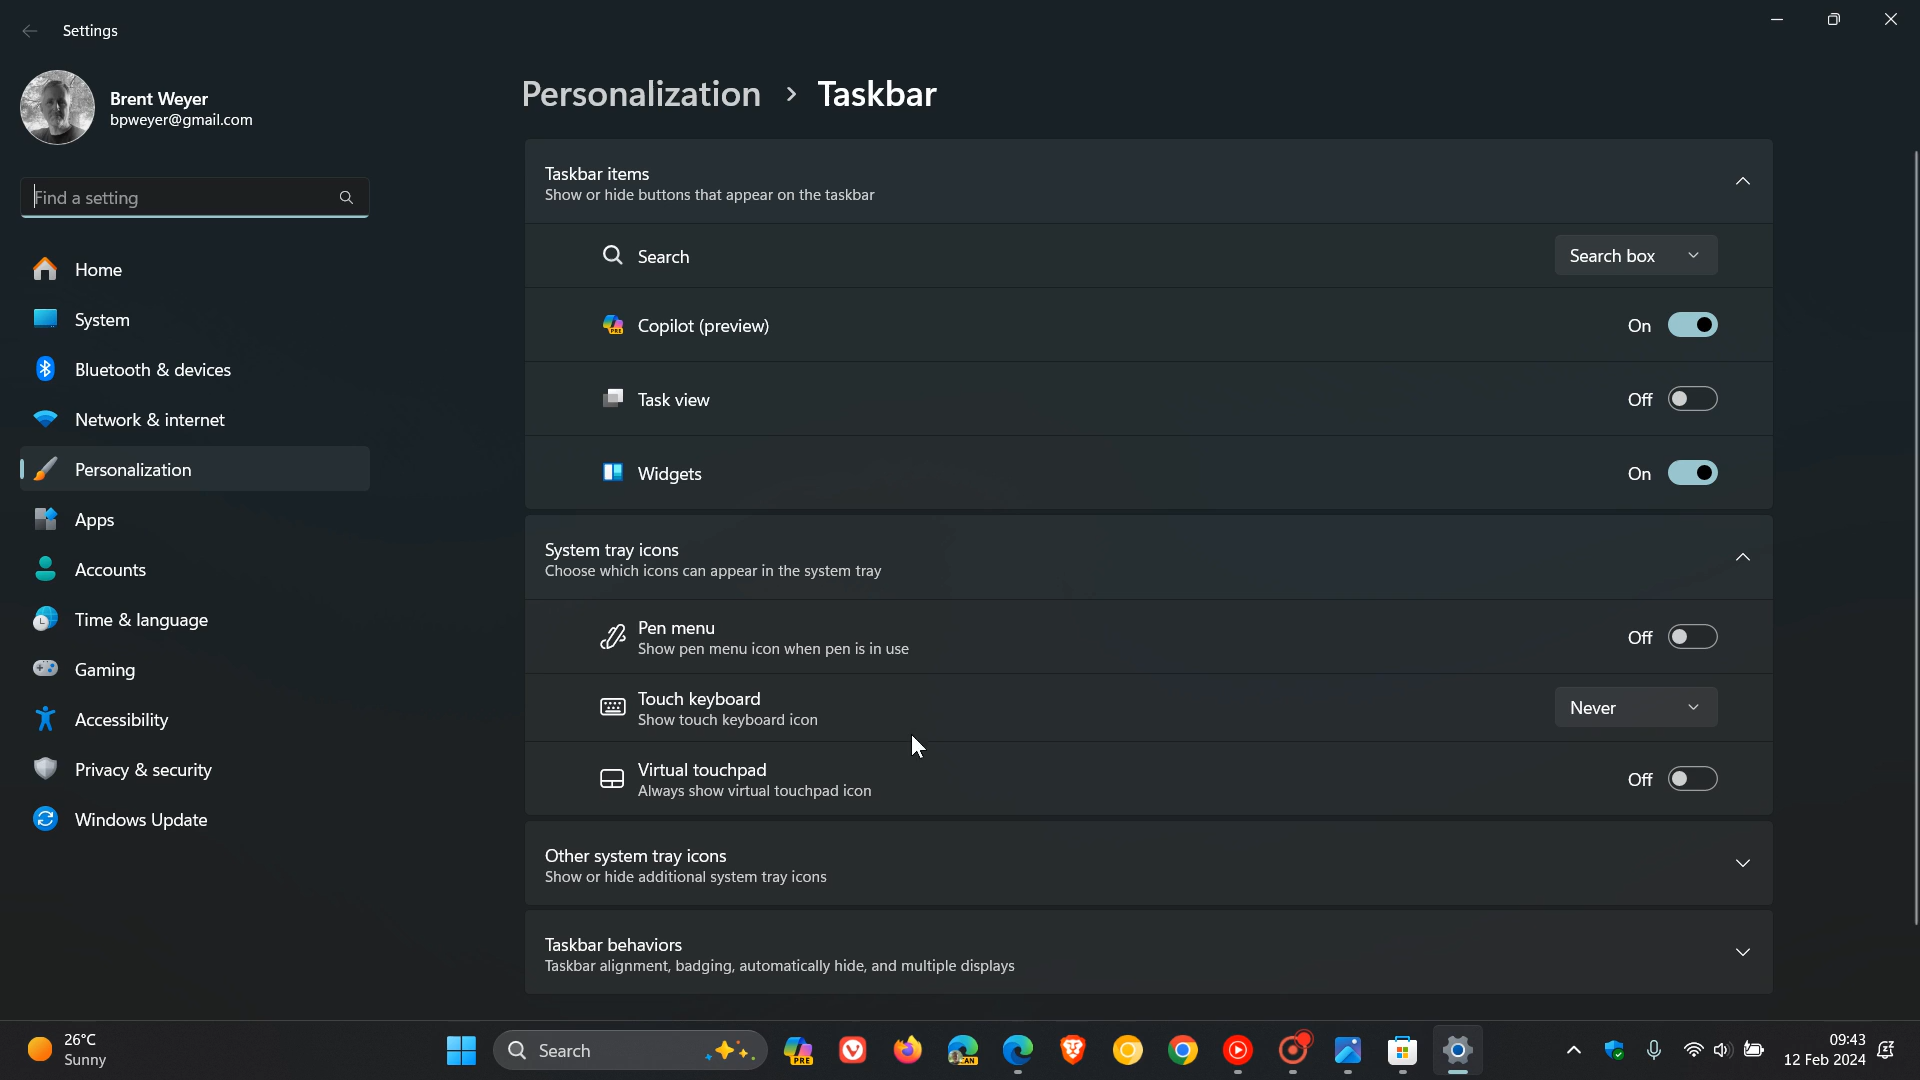 Settings
Brent Weyer
bpweyer@gmail.com
Find a setting
Home
System
Bluetooth & devices
Network & internet
Personalization
Apps
Accounts
Time & language
Gaming
Accessibility
Privacy & security
Windows Update
Personalization > Taskbar
Taskbar items
Show or hide buttons that appear on the taskbar
Search
Search box
Copilot (preview)
On
Task view
Off
Widgets
On
System tray icons
Choose which icons can appear in the system tray
Pen menu
Show pen menu icon when pen is in use
Off
Touch keyboard
Show touch keyboard icon
Never
Virtual touchpad
Always show virtual touchpad icon
Off
Other system tray icons
Show or hide additional system tray icons
Taskbar behaviors
Taskbar alignment, badging, automatically hide, and multiple displays
26°C
Sunny
Search
PRE
CAN
09:43
12 Feb 2024